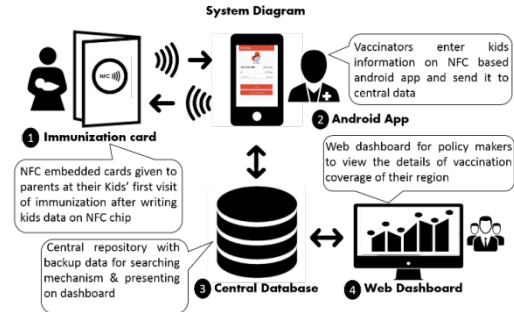 System Diagram
NFC
Vaccinators enter kids
information on NFC based
android app and send it to
central data
1 Immunization card
2 Android App
NFC embedded cards given to
parents at their Kids' first visit
of immunization after writing
kids data on NFC chip
Web dashboard for policy makers
to view the details of vaccination
coverage of their region
Central repository with
backup data for searching
mechanism & presenting
on dashboard
3 Central Database
4 Web Dashboard